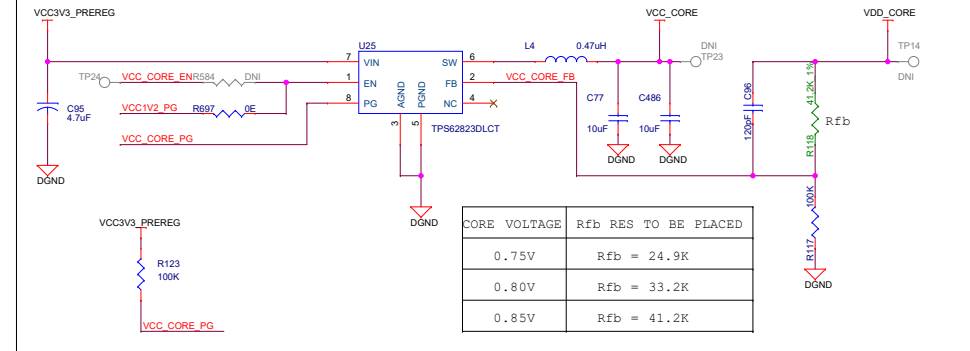 VCC3V3_PREREG
VCC_CORE
VDD_CORE
U25
L4
0.47uH
DNI
TP23
TP14
DNI
7
VIN
SW
6
TP24
VCC_CORE_EN
R584
DNI
1
EN
FB
2
VCC_CORE_FB
8
PG
NC
4
AGND
PGND
3
5
TPS62823DLCT
C95
4.7uF
VCC1V2_PG
R697
0E
VCC_CORE_PG
C77
10uF
C486
10uF
C96
120pF
41.2K 1%
R118
Rfb
DGND
DGND
DGND
DGND
100K
R117
DGND
VCC3V3_PREREG
R123
100K
VCC_CORE_PG
CORE VOLTAGE
Rfb RES TO BE PLACED
0.75V
Rfb = 24.9K
0.80V
Rfb = 33.2K
0.85V
Rfb = 41.2K